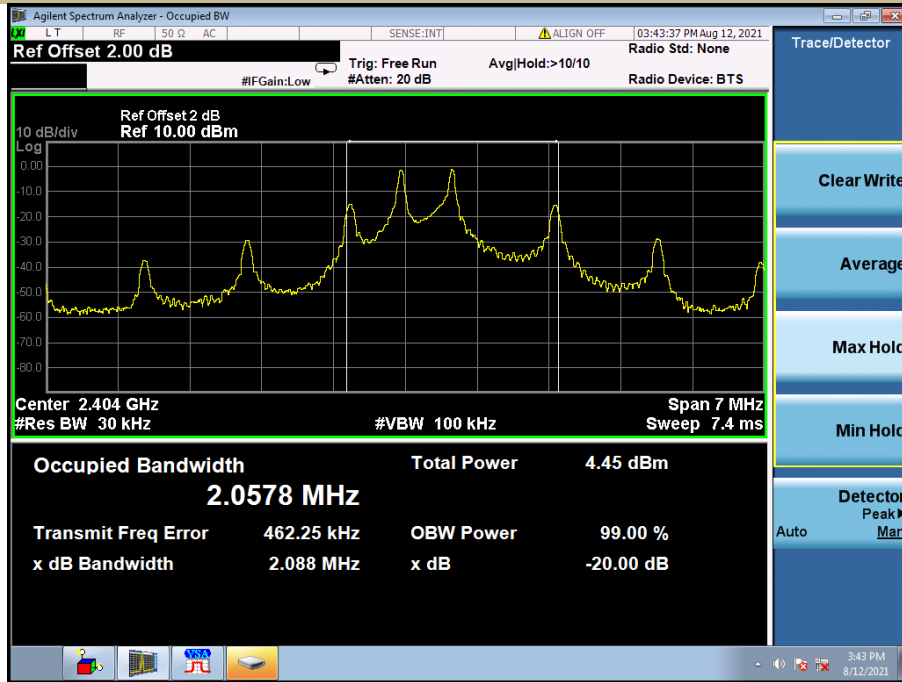 Agilent Spectrum Analyzer - Occupied BW
LXI L T RF 50 Ω AC SENSE:INT ALIGN OFF 03:43:37 PM Aug 12, 2021
Ref Offset 2.00 dB
Radio Std: None
Trig: Free Run Avg|Hold:>10/10
#IFGain:Low #Atten: 20 dB Radio Device: BTS
Ref Offset 2 dB
10 dB/div Ref 10.00 dBm
Log
0.00
-10.0
-20.0
-30.0
-40.0
-50.0
-60.0
-70.0
-80.0
Center 2.404 GHz Span 7 MHz
#Res BW 30 kHz #VBW 100 kHz Sweep 7.4 ms
Occupied Bandwidth Total Power 4.45 dBm
2.0578 MHz
Transmit Freq Error 462.25 kHz OBW Power 99.00 %
x dB Bandwidth 2.088 MHz x dB -20.00 dB
Trace/Detector
Clear Write
Average
Max Hold
Min Hold
Detector
Peak
Auto Man
VSA
3:43 PM
8/12/2021